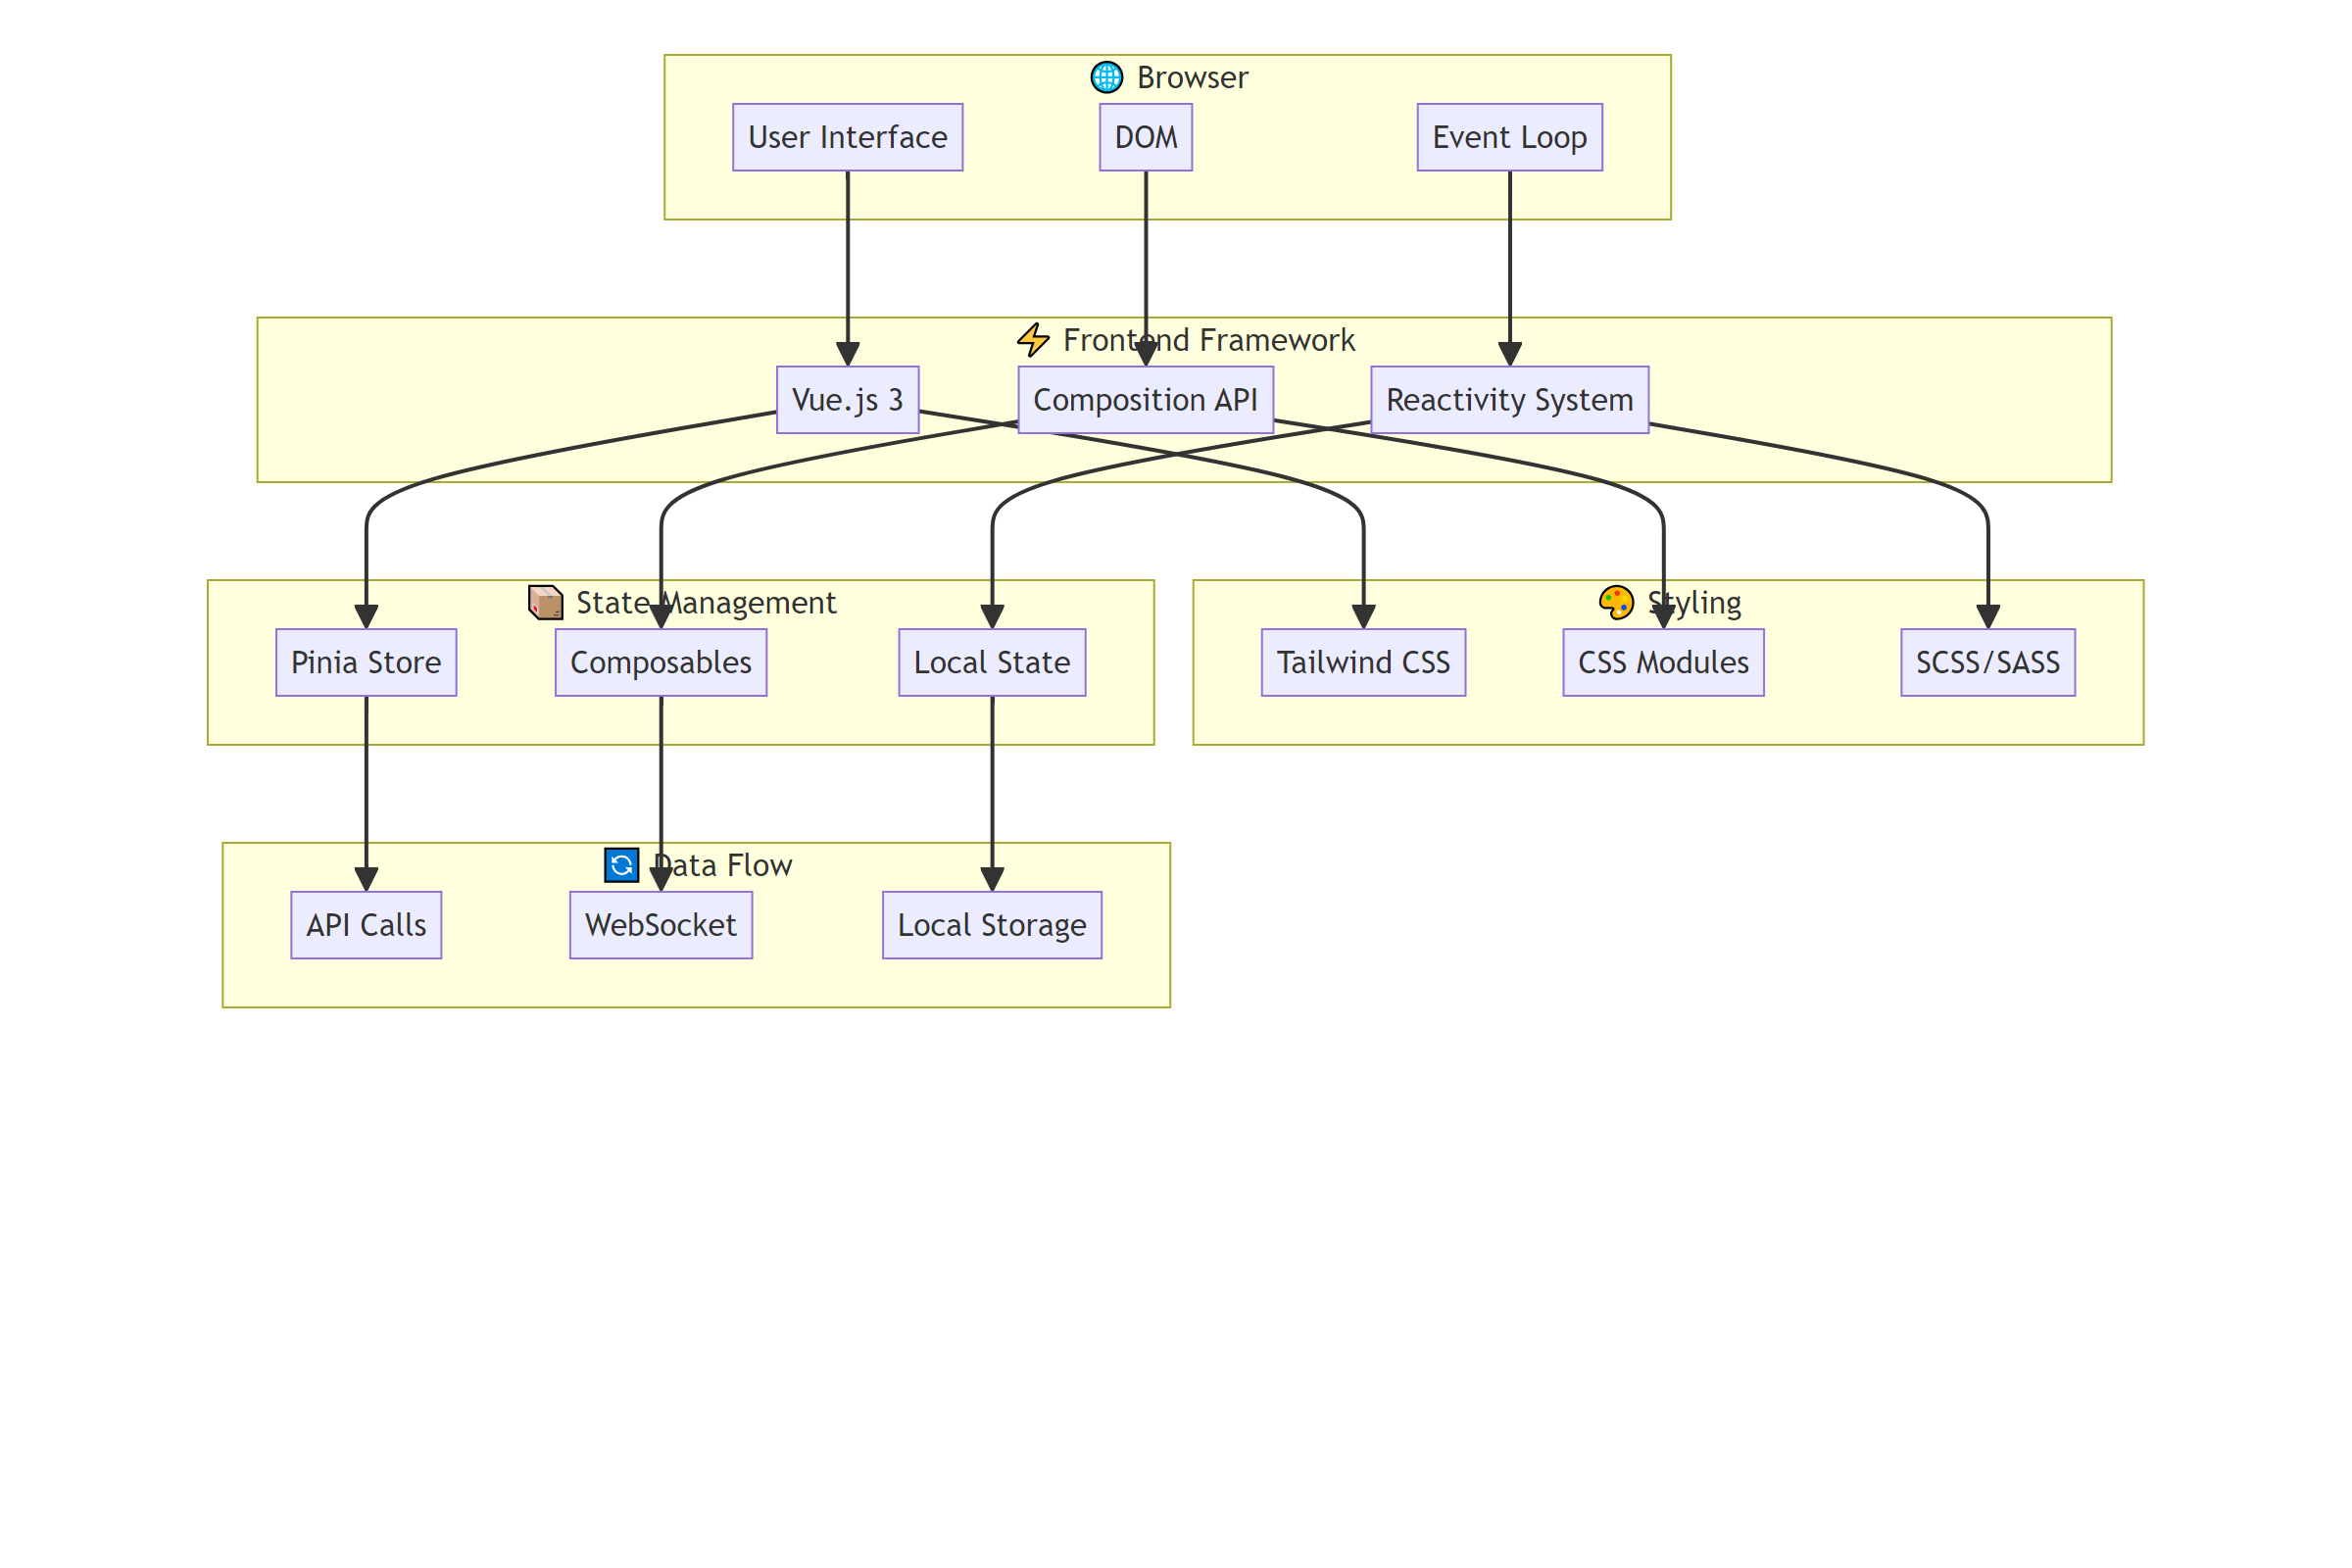 🌐 Browser
User Interface
DOM
Event Loop
⚡ Frontend Framework
Vue.js 3
Composition API
Reactivity System
📦 State Management
🎨 Styling
Pinia Store
Composables
Local State
Tailwind CSS
CSS Modules
SCSS/SASS
🔄 Data Flow
API Calls
WebSocket
Local Storage